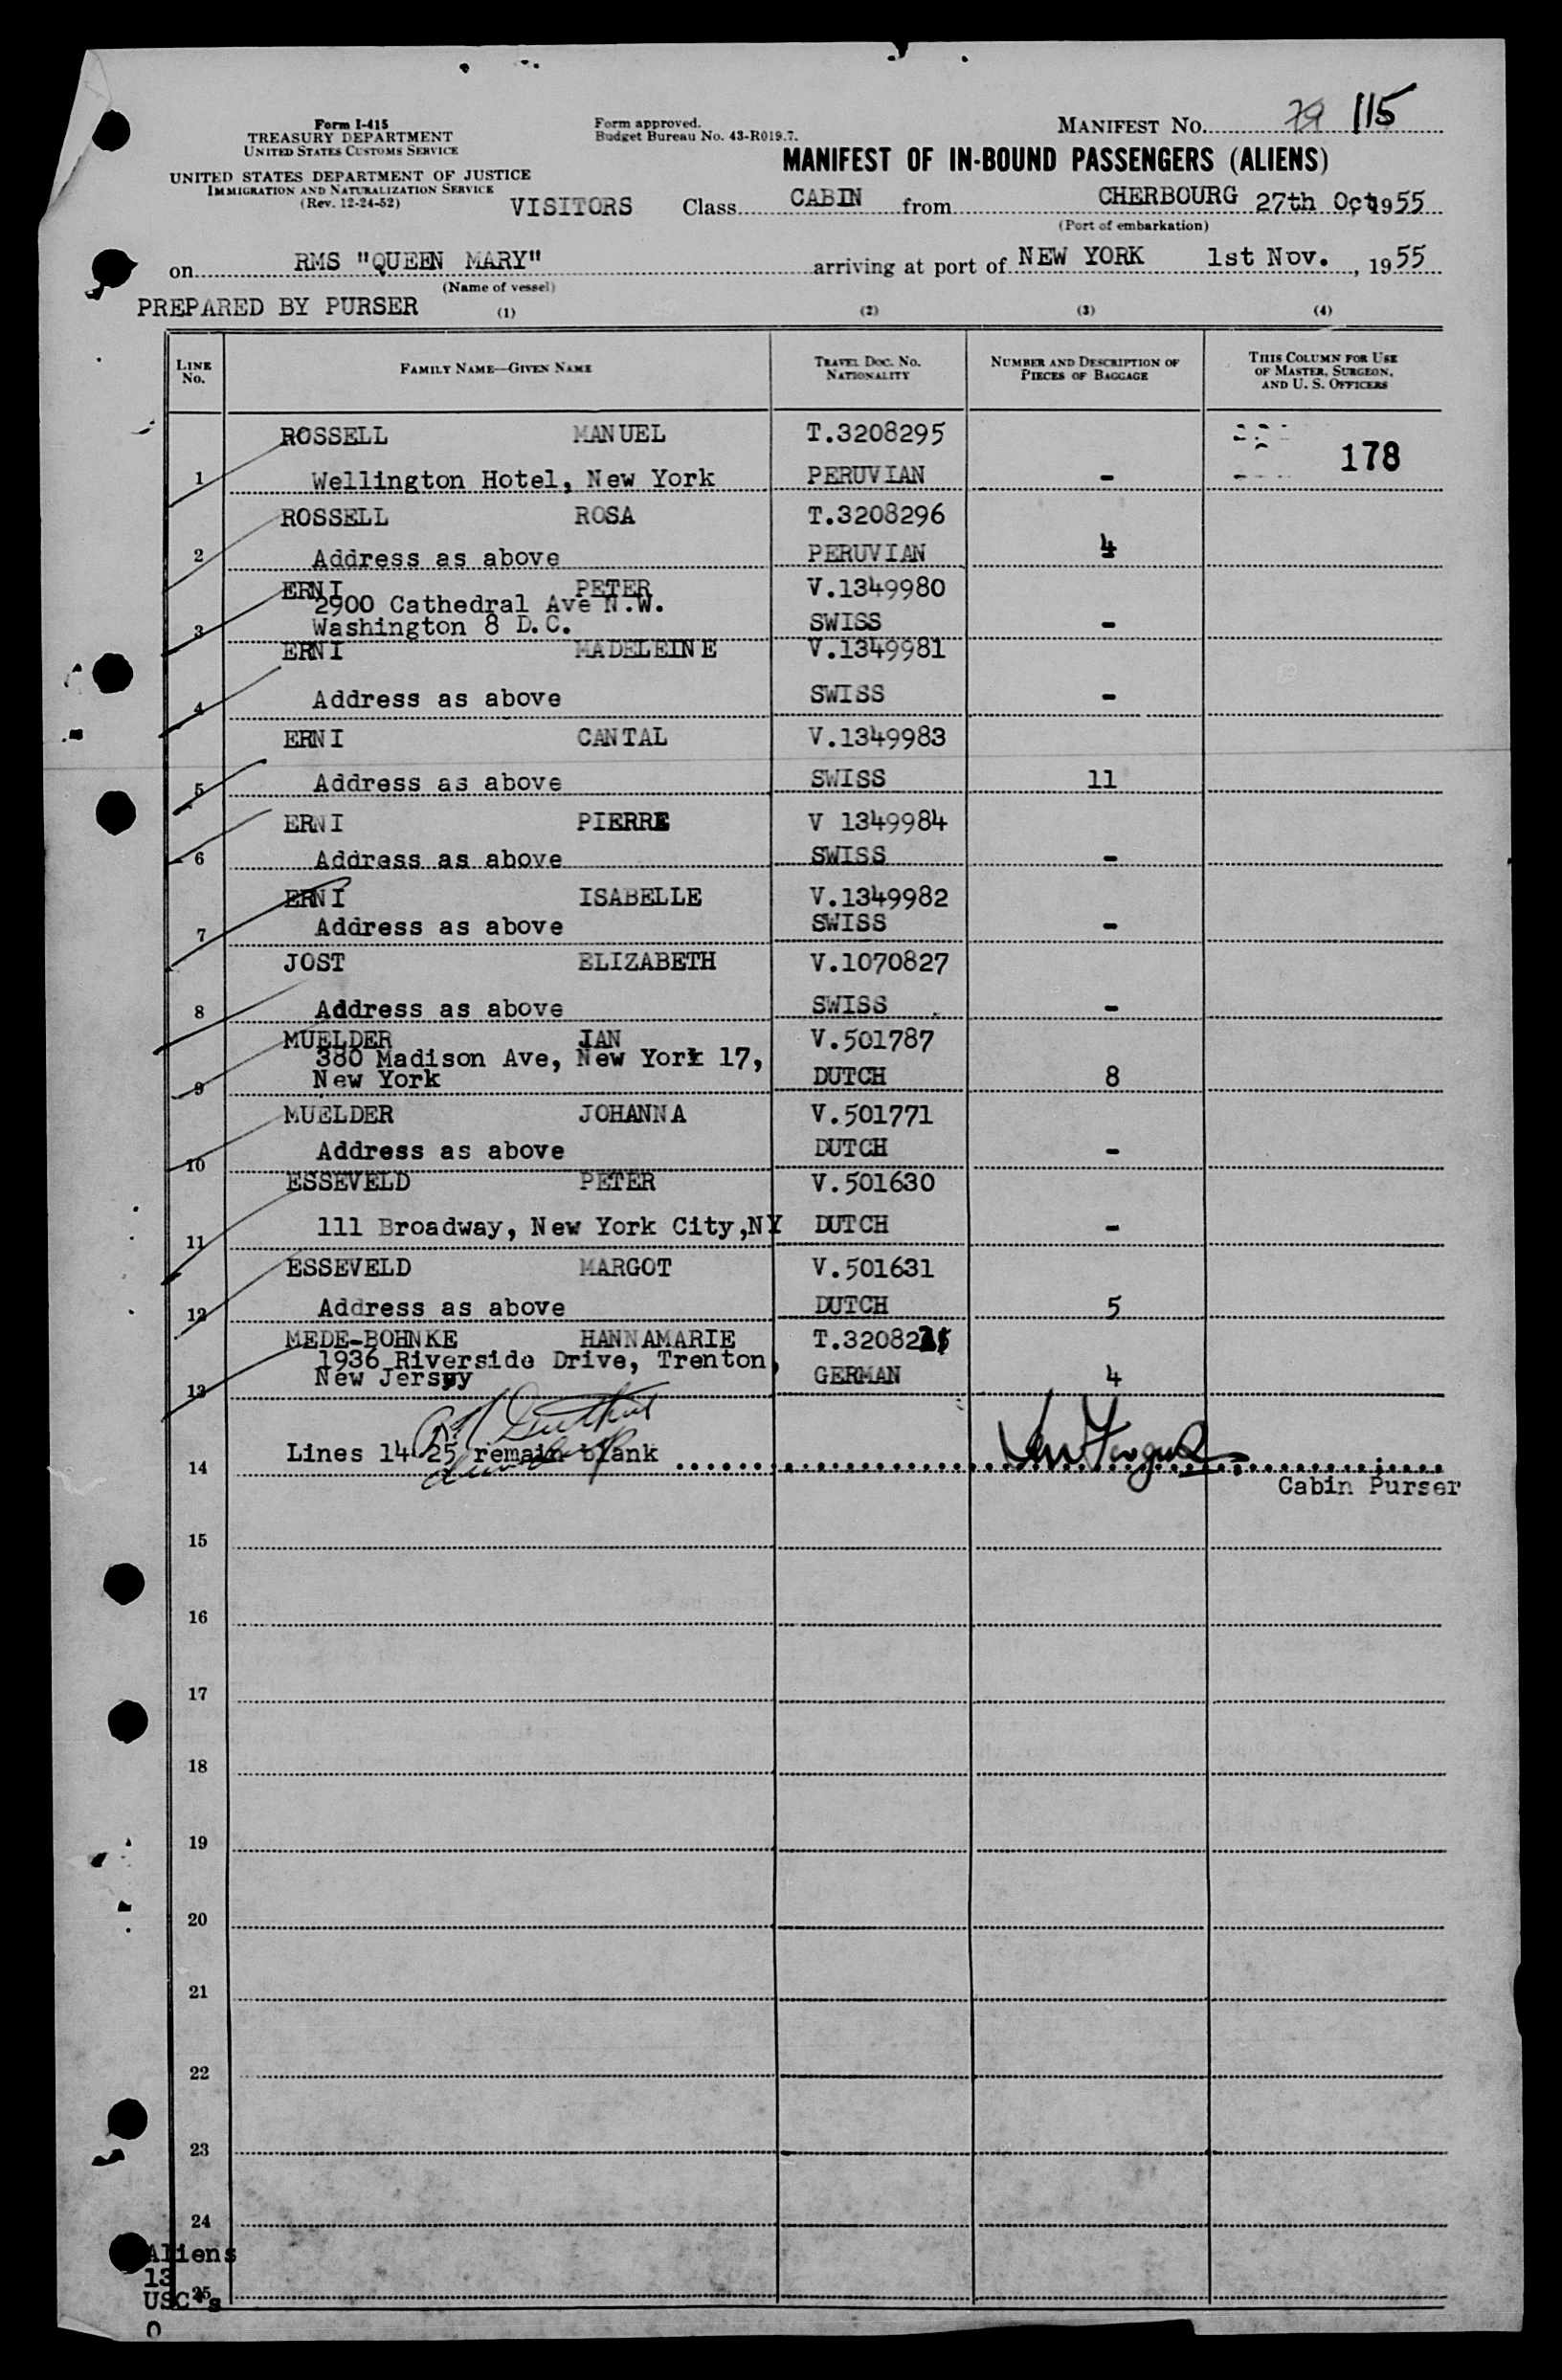 Form I-415
TREASURY DEPARTMENT
UNITED STATES CUSTOMS SERVICE
UNITED STATES DEPARTMENT OF JUSTICE
IMMIGRATION AND NATURALIZATION SERVICE
(Rev. 12-24-52)
Form approved.
Budget Bureau No. 43-R019.7.
MANIFEST NO. 79 115
MANIFEST OF IN-BOUND PASSENGERS (ALIENS)
VISITORS Class CABIN from CHERBOURG 27th Oct 1955
(Port of embarkation)
on RMS "QUEEN MARY" arriving at port of NEW YORK 1st Nov. , 1955
(Name of vessel)
PREPARED BY PURSER
(1) (2) (3) (4)
LINE NO. FAMILY NAME—GIVEN NAME TRAVEL DOC. NO. NATIONALITY NUMBER AND DESCRIPTION OF PIECES OF BAGGAGE THIS COLUMN FOR USE OF MASTER, SURGEON, AND U. S. OFFICERS
ROSSELL MANUEL T.3208295 178
1 Wellington Hotel, New York PERUVIAN -
ROSSELL ROSA T.3208296
2 Address as above PERUVIAN 4
ERNI PETER V.1349980
2900 Cathedral Ave N.W.
3 Washington 8 D.C. SWISS -
ERNI MADELEINE V.1349981
4 Address as above SWISS -
ERNI CANTAL V.1349983
5 Address as above SWISS 11
ERNI PIERRE V 1349984
6 Address as above SWISS -
ERNI ISABELLE V.1349982
7 Address as above SWISS -
JOST ELIZABETH V.1070827
8 Address as above SWISS -
MUELDER JAN V.501787
380 Madison Ave, New York 17,
9 New York DUTCH 8
MUELDER JOHANNA V.501771
10 Address as above DUTCH -
ESSEVELD PETER V.501630
11 111 Broadway, New York City,NY DUTCH -
ESSEVELD MARGOT V.501631
12 Address as above DUTCH 5
MEDE-BOHNKE HANNAMARIE
1936 Riverside Drive, Trenton,
13 New Jersey GERMAN 4
14 Lines 14-25 remain blank
Cabin Purser
15
16
17
18
19
20
21
22
23
24
Aliens
13
25
USC's
0